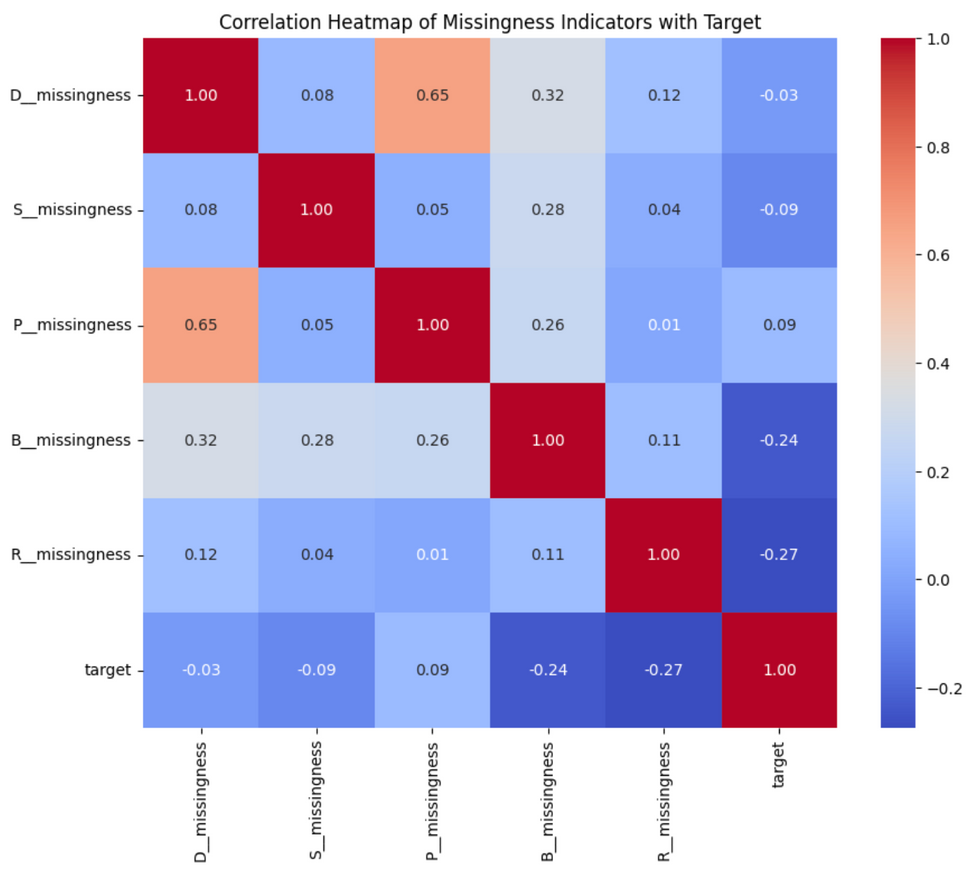 Correlation Heatmap of Missingness Indicators with Target
D__missingness 1.00 0.08 0.65 0.32 0.12 -0.03
S__missingness 0.08 1.00 0.05 0.28 0.04 -0.09
P__missingness 0.65 0.05 1.00 0.26 0.01 0.09
B__missingness 0.32 0.28 0.26 1.00 0.11 -0.24
R__missingness 0.12 0.04 0.01 0.11 1.00 -0.27
target -0.03 -0.09 0.09 -0.24 -0.27 1.00
D__missingness
S__missingness
P__missingness
B__missingness
R__missingness
target
1.0
0.8
0.6
0.4
0.2
0.0
−0.2